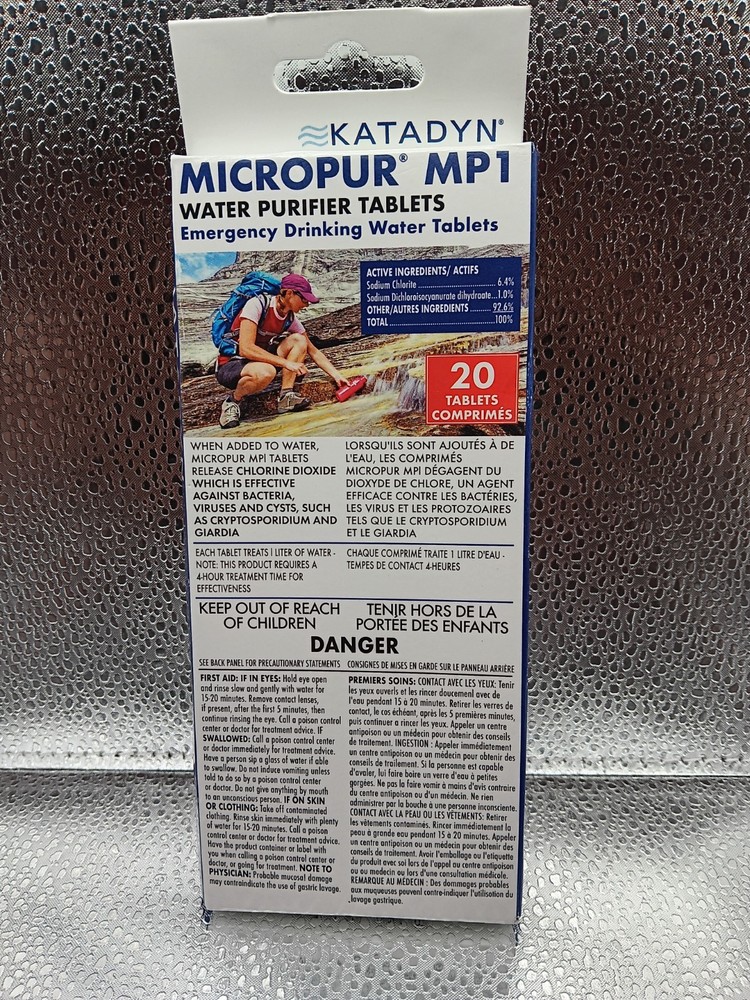 KATADYN®
MICROPUR® MP1
WATER PURIFIER TABLETS
Emergency Drinking Water Tablets
ACTIVE INGREDIENTS/ ACTIFS
Sodium Chlorite ........................ 6.4%
Sodium Dichloroisocyanurate dihydrate...1.0%
OTHER/AUTRES INGREDIENTS ....... 92.6%
TOTAL ........................................100%
20
TABLETS
COMPRIMÉS
WHEN ADDED TO WATER,
MICROPUR MP1 TABLETS
RELEASE CHLORINE DIOXIDE
WHICH IS EFFECTIVE
AGAINST BACTERIA,
VIRUSES AND CYSTS, SUCH
AS CRYPTOSPORIDIUM AND
GIARDIA
LORSQU'ILS SONT AJOUTÉS À DE
L'EAU, LES COMPRIMÉS
MICROPUR MP1 DÉGAGENT DU
DIOXYDE DE CHLORE, UN AGENT
EFFICACE CONTRE LES BACTÉRIES,
LES VIRUS ET LES PROTOZOAIRES
TELS QUE LE CRYPTOSPORIDIUM
ET LE GIARDIA
EACH TABLET TREATS 1 LITER OF WATER -
NOTE: THIS PRODUCT REQUIRES A
4-HOUR TREATMENT TIME FOR
EFFECTIVENESS
CHAQUE COMPRIMÉ TRAITE 1 LITRE D'EAU -
TEMPES DE CONTACT 4-HEURES
KEEP OUT OF REACH
OF CHILDREN
TENIR HORS DE LA
PORTÉE DES ENFANTS
DANGER
SEE BACK PANEL FOR PRECAUTIONARY STATEMENTS
CONSIGNES DE MISES EN GARDE SUR LE PANNEAU ARRIÈRE
FIRST AID: IF IN EYES: Hold eye open
and rinse slow and gently with water for
15-20 minutes. Remove contact lenses,
if present, after the first 5 minutes, then
continue rinsing the eye. Call a poison control
center or doctor for treatment advice. IF
SWALLOWED: Call a poison control center
or doctor immediately for treatment advice.
Have a person sip a glass of water if able
to swallow. Do not induce vomiting unless
told to do so by a poison control center
or doctor. Do not give anything by mouth
to an unconscious person. IF ON SKIN
OR CLOTHING: Take off contaminated
clothing. Rinse skin immediately with plenty
of water for 15-20 minutes. Call a poison
control center or doctor for treatment advice.
Have the product container or label with
you when calling a poison control center or
doctor, or going for treatment. NOTE TO
PHYSICIAN: Probable mucosal damage
may contraindicate the use of gastric lavage.
PREMIERS SOINS: CONTACT AVEC LES YEUX: Tenir
les yeux ouverts et les rincer doucement avec de
l'eau pendant 15 à 20 minutes. Retirer les verres de
contact, le cas échéant, après les 5 premières minutes,
puis continuer a rincer les yeux. Appeler un centre
antipoison ou un médecin pour obtenir des conseils
de traitement. INGESTION : Appeler immédiatement
un centre antipoison ou un médecin pour obtenir des
conseils de traitement. Si la personne est capable
d'avaler, lui faire boire un verre d'eau à petites
gorgées. Ne pas la faire vomir à mains d'avis contraire
du centre antipoison ou d'un médecin. Ne rien
administrer par la bouche à une personne inconsciente.
CONTACT AVEC LA PEAU OU LES VÊTEMENTS: Retirer
les vêtements contaminés. Rincer immédiatement la
peau à grande eau pendant 15 à 20 minutes. Appeler
un centre antipoison ou un médecin pour obtenir des
conseils de traitement. Avoir l'emballage ou l'etiquette
du produit avec soi lors de l'appel au centre antipoison
ou au medecin ou lors d'une consultation médicole.
REMARQUE AU MÉDECIN : Des dommages probables
aux muqueuses peuvent contre-indiquer l'utilisation du
lavage gastrique.